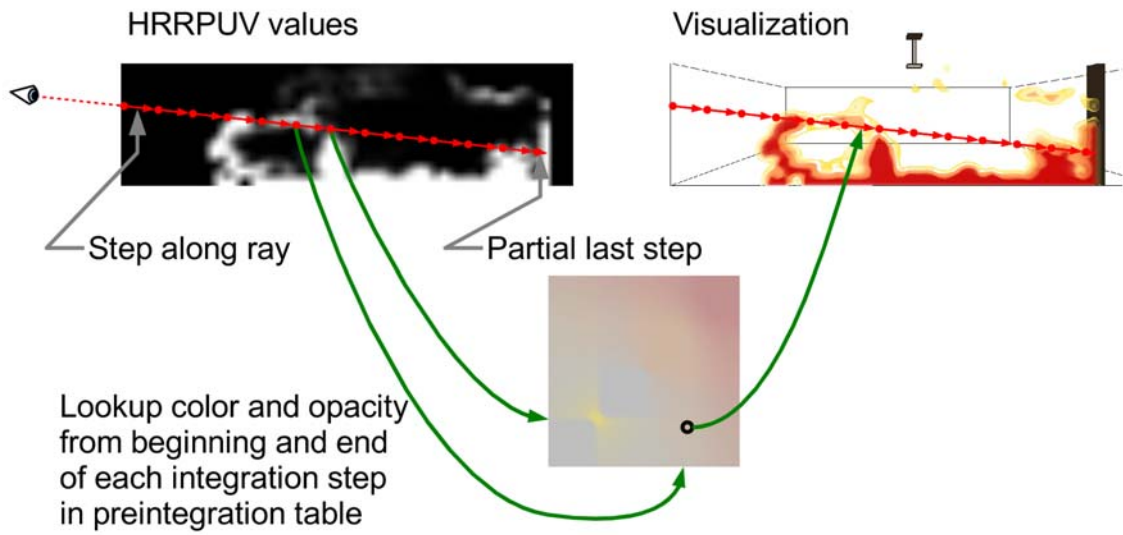 HRRPUV values
Visualization
Step along ray
Partial last step
Lookup color and opacity
from beginning and end
of each integration step
in preintegration table